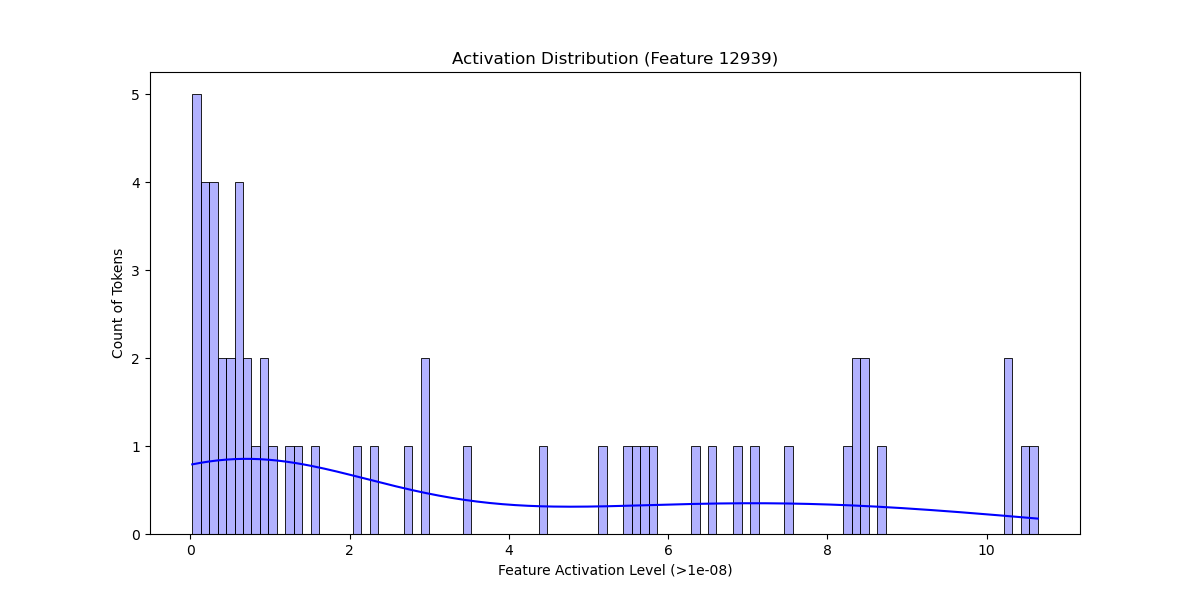 Activation Distribution (Feature 12939)
5
4
3
2
1
0
Count of Tokens
0 2 4 6 8 10
Feature Activation Level (>1e-08)